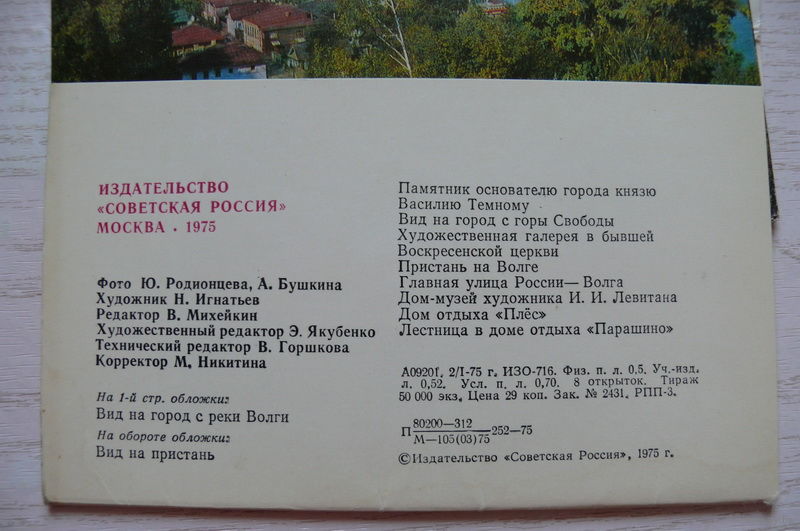 ИЗДАТЕЛЬСТВО
«СОВЕТСКАЯ РОССИЯ»
МОСКВА · 1975
Фото Ю. Родионцева, А. Бушкина
Художник Н. Игнатьев
Редактор В. Михейкин
Художественный редактор Э. Якубенко
Технический редактор В. Горшкова
Корректор М. Никитина
На 1-й стр. обложки:
Вид на город с реки Волги
На обороте обложки:
Вид на пристань
Памятник основателю города князю
Василию Темному
Вид на город с горы Свободы
Художественная галерея в бывшей
Воскресенской церкви
Пристань на Волге
Главная улица России — Волга
Дом-музей художника И. И. Левитана
Дом отдыха «Плёс»
Лестница в доме отдыха «Парашино»
А09201. 2/I-75 г. ИЗО-716. Физ. п. л. 0,5. Уч.-изд.
л. 0,52. Усл. п. л. 0,70. 8 открыток. Тираж
50 000 экз. Цена 29 коп. Зак. № 2431. РПП-3.
80200—312
П ——— 252—75
М—105(03)75
© Издательство «Советская Россия», 1975 г.